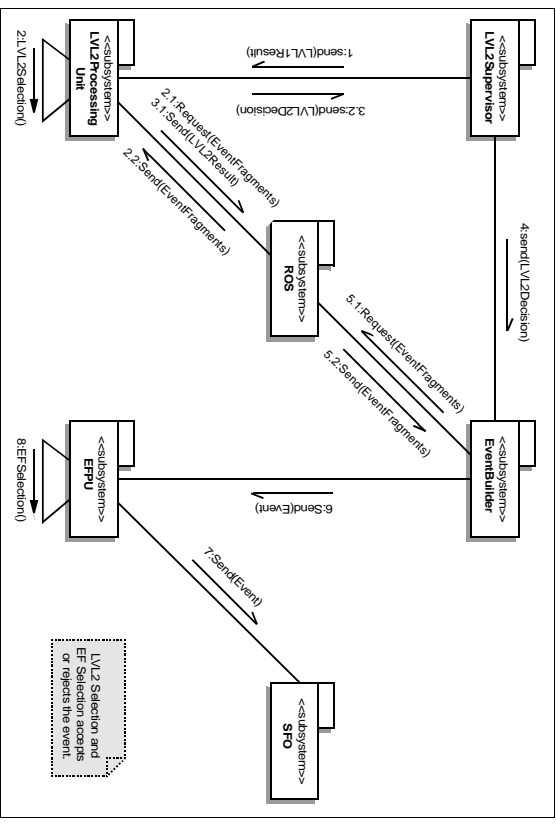 <<subsystem>>
LVL2Supervisor
4:send(LVL2Decision)
<<subsystem>>
EventBuilder
1:send(LVL1Result)
3.2:send(LVL2Decision)
5.1:Request(EventFragments)
5.2:Send(EventFragments)
6:Send(Event)
<<subsystem>>
ROS
<<subsystem>>
SFO
2.1:Request(EventFragments)
3.1:Send(LVL2Result)
2.2:Send(EventFragments)
7:Send(Event)
<<subsystem>>
LVL2Processing
Unit
2:LVL2Selection()
<<subsystem>>
EFPU
8:EFSelection()
LVL2 Selection and
EF Selection accepts
or rejects the event.